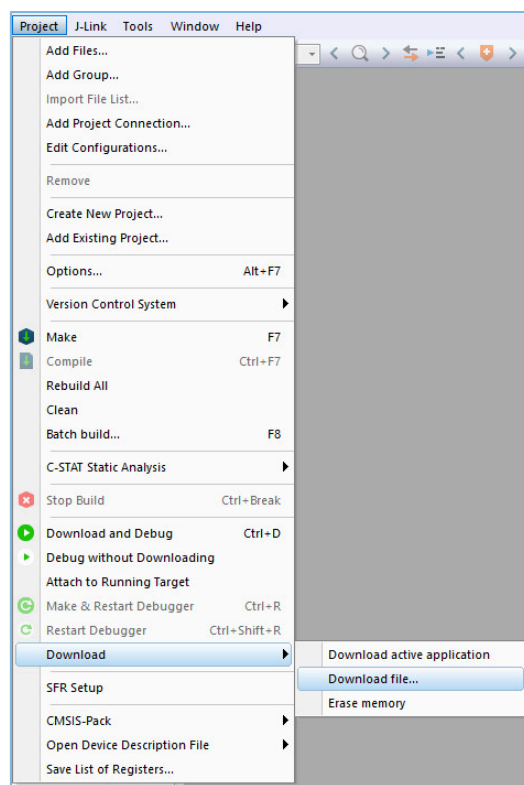 Project J-Link Tools Window Help
Add Files...
Add Group...
Import File List...
Add Project Connection...
Edit Configurations...
Remove
Create New Project...
Add Existing Project...
Options... Alt+F7
Version Control System
Make F7
Compile Ctrl+F7
Rebuild All
Clean
Batch build... F8
C-STAT Static Analysis
Stop Build Ctrl+Break
Download and Debug Ctrl+D
Debug without Downloading
Attach to Running Target
Make & Restart Debugger Ctrl+R
Restart Debugger Ctrl+Shift+R
Download
Download active application
Download file...
Erase memory
SFR Setup
CMSIS-Pack
Open Device Description File
Save List of Registers...